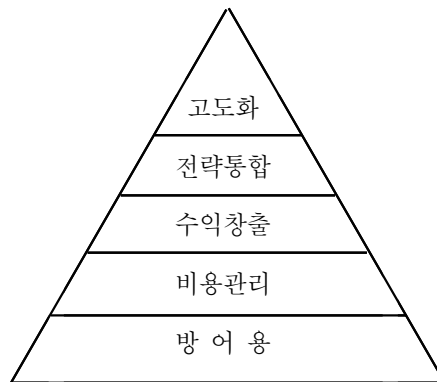 고도화
전략통합
수익창출
비용관리
방 어 용